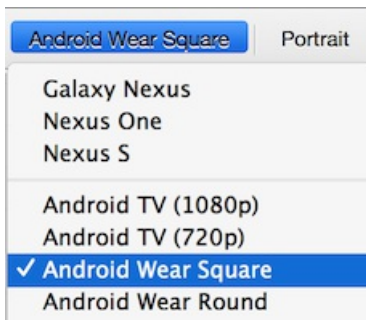 Android Wear Square Portrait
Galaxy Nexus
Nexus One
Nexus S
Android TV (1080p)
Android TV (720p)
✓ Android Wear Square
Android Wear Round